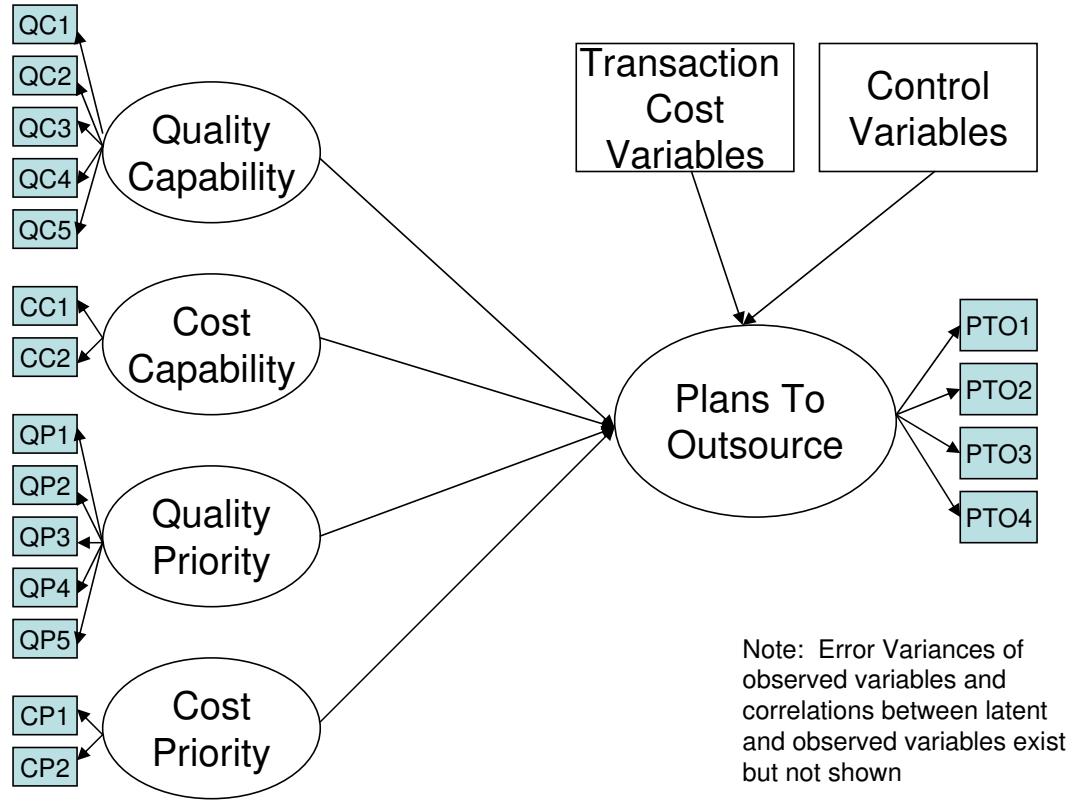 QC1
QC2
QC3
QC4
QC5
Quality
Capability
CC1
CC2
Cost
Capability
QP1
QP2
QP3
QP4
QP5
Quality
Priority
CP1
CP2
Cost
Priority
Transaction
Cost
Variables
Control
Variables
Plans To
Outsource
PTO1
PTO2
PTO3
PTO4
Note: Error Variances of
observed variables and
correlations between latent
and observed variables exist
but not shown